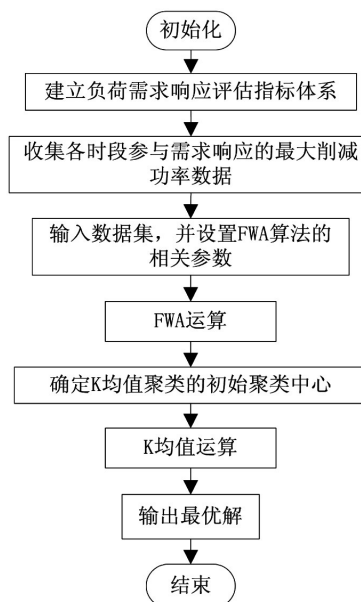 初始化
建立负荷需求响应评估指标体系
收集各时段参与需求响应的最大削减
功率数据
输入数据集，并设置FWA算法的
相关参数
FWA运算
确定K均值聚类的初始聚类中心
K均值运算
输出最优解
结束